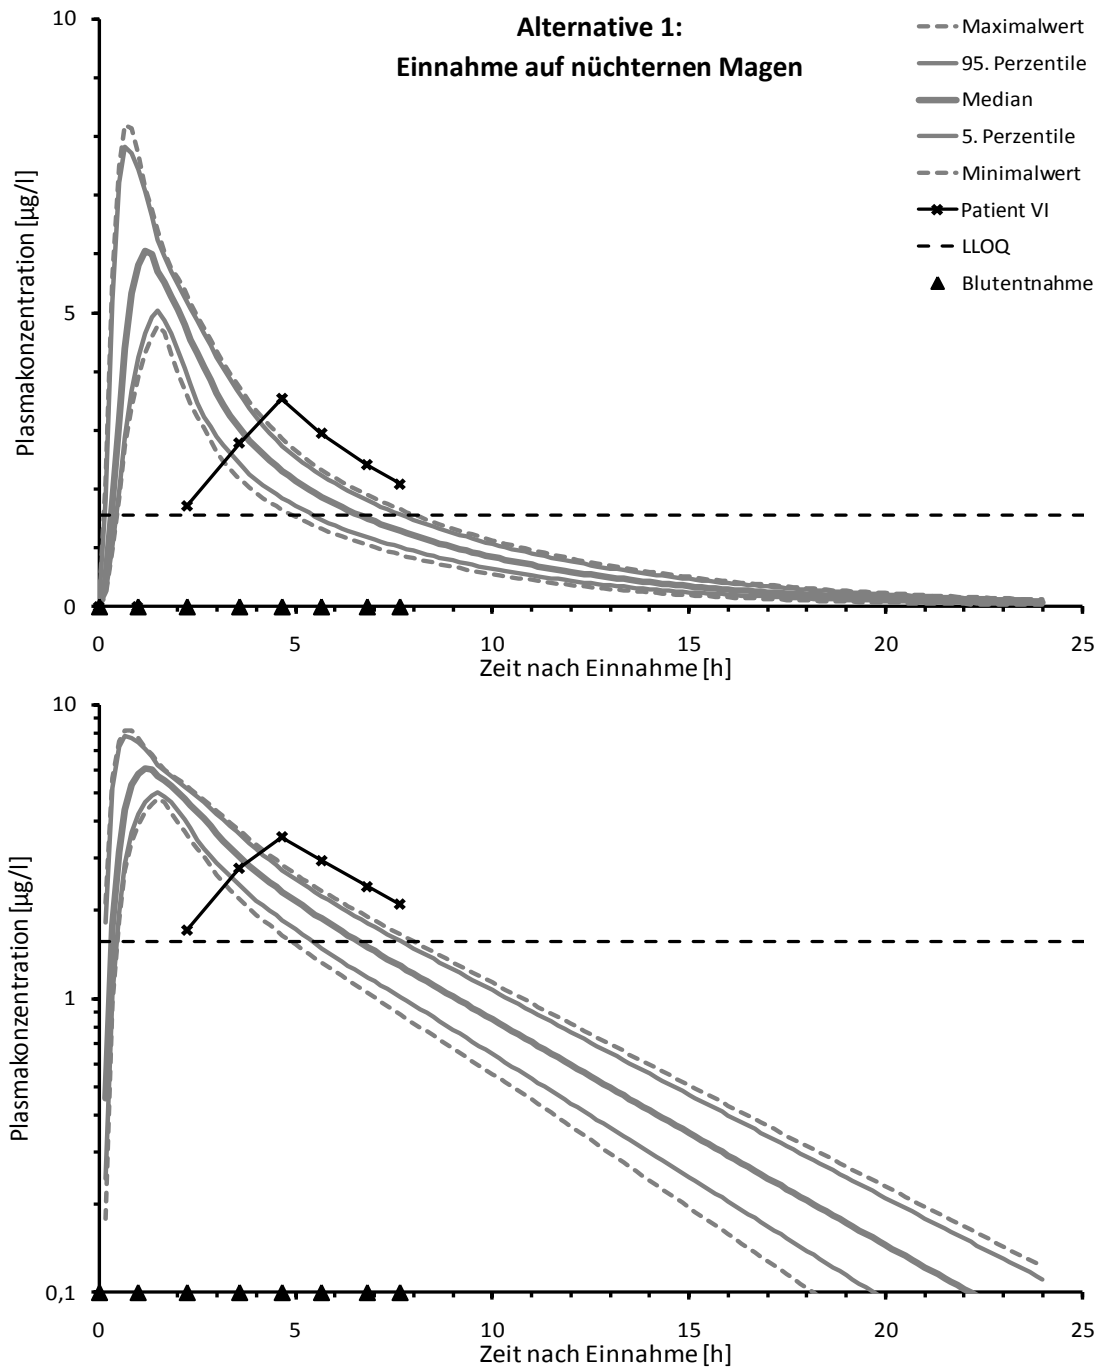 Alternative 1:
Einnahme auf nüchternen Magen
Maximalwert
95. Perzentile
Median
5. Perzentile
Minimalwert
Patient VI
LLOQ
Blutentnahme
Plasmakonzentration [µg/l]
10
5
0
0 5 10 15 20 25
Zeit nach Einnahme [h]
Plasmakonzentration [µg/l]
10
1
0,1
0 5 10 15 20 25
Zeit nach Einnahme [h]